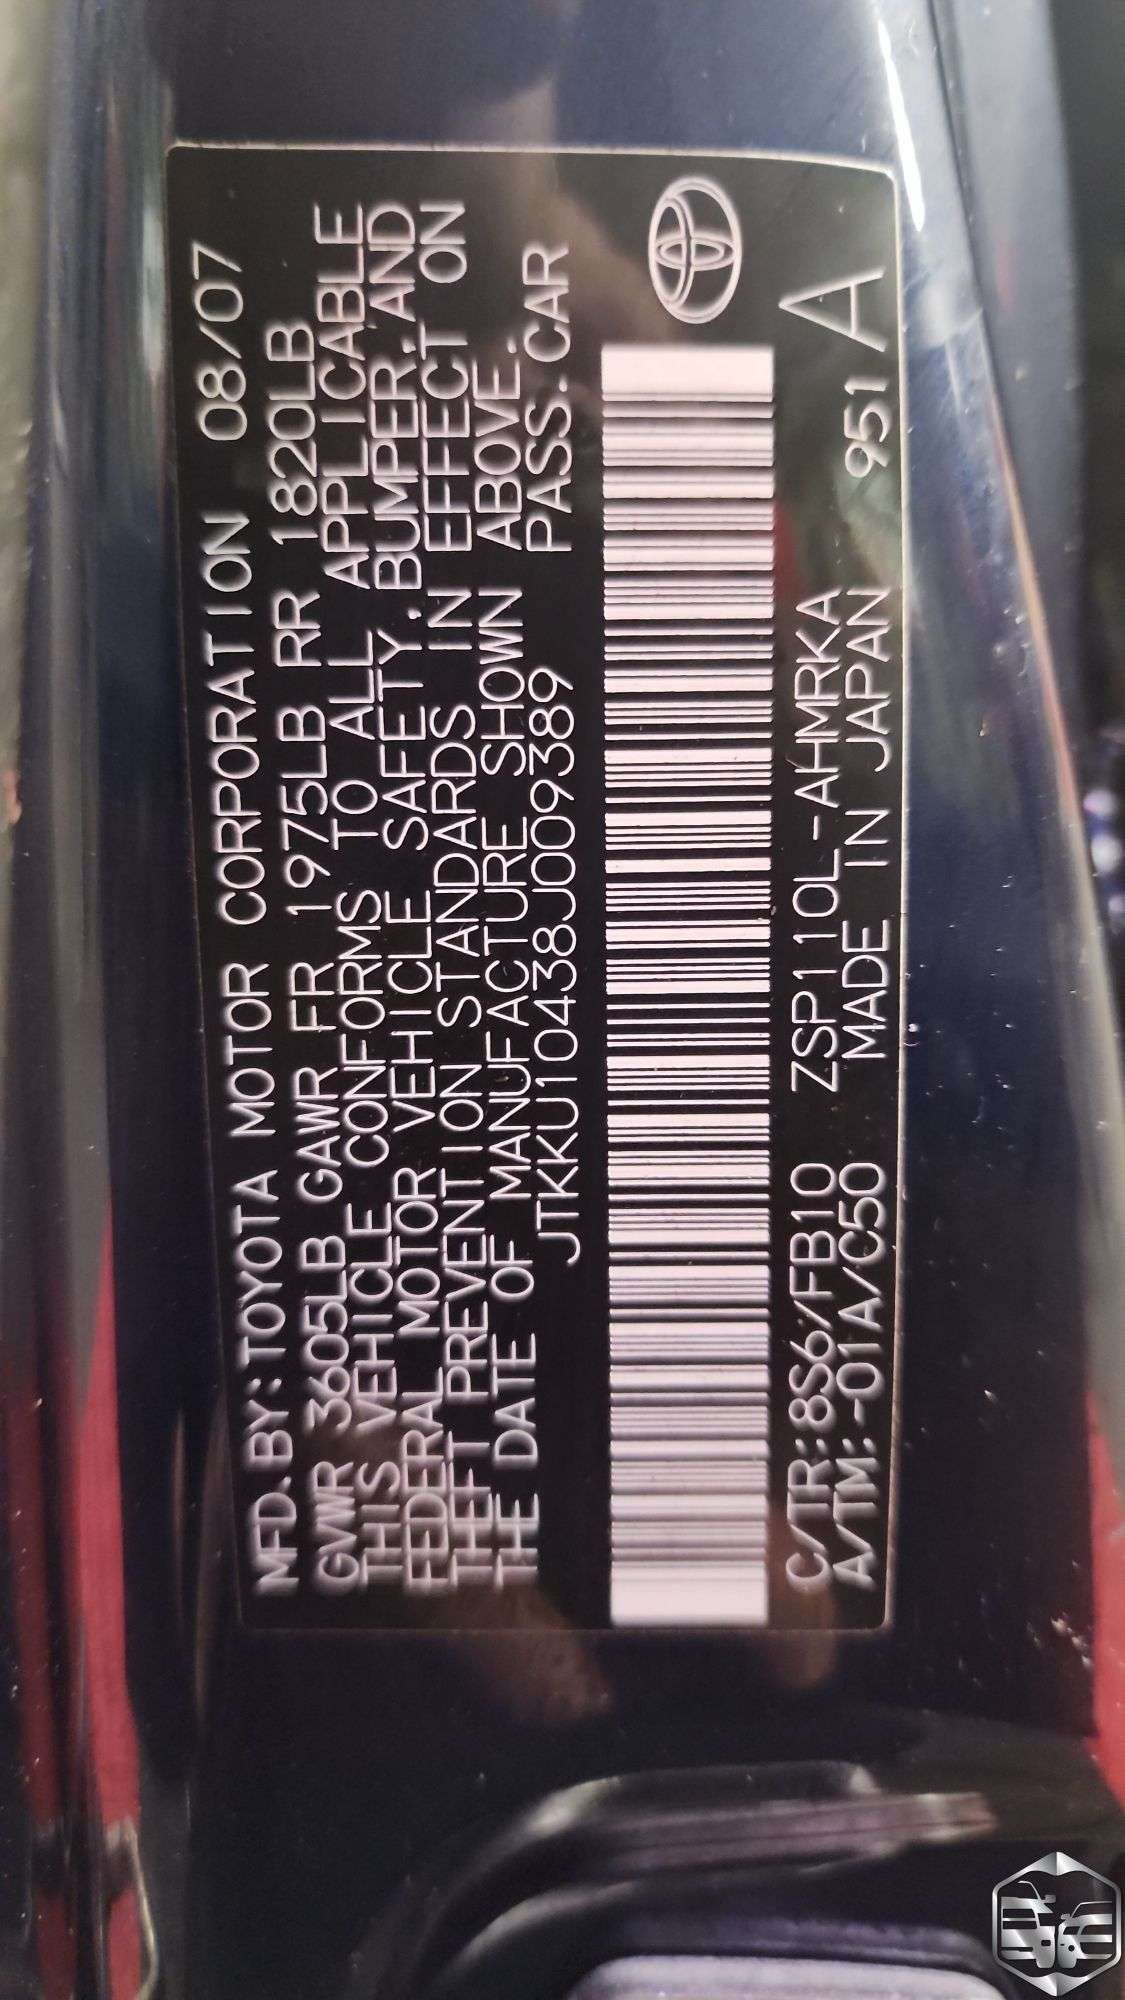 MFD.BY:TOYOTA MOTOR CORPORATION 08/07
GVWR 3605LB GAWR FR 1975LB RR 1820LB
THIS VEHICLE CONFORMS TO ALL APPLICABLE
FEDERAL MOTOR VEHICLE SAFETY,BUMPER,AND
THEFT PREVENTION STANDARDS IN EFFECT ON
THE DATE OF MANUFACTURE SHOWN ABOVE.
JTKKU10438J009389 PASS.CAR
C/TR:8S6/FB10 ZSP110L-AHMRKA
A/TM:-01A/C50 MADE IN JAPAN 951 A